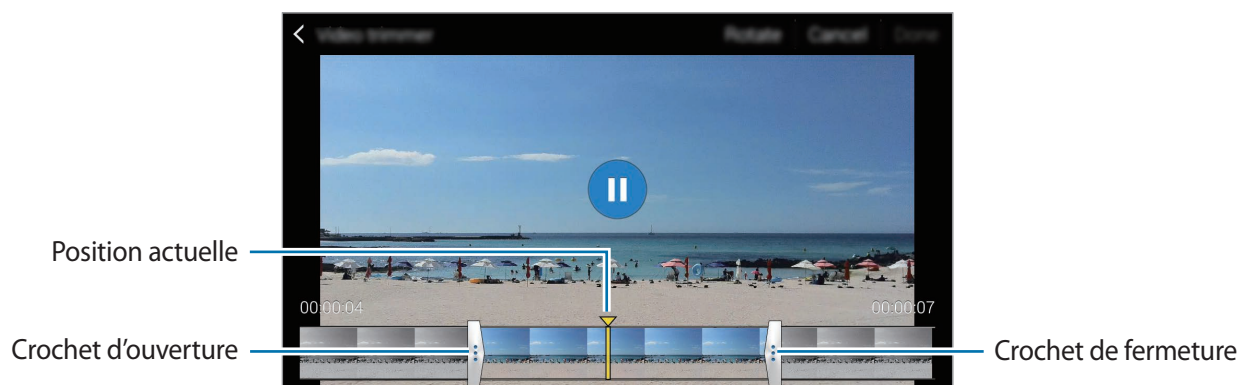 Video trimmer Rotate Cancel Done
Position actuelle
00:00:04 00:00:07
Crochet d'ouverture
Crochet de fermeture